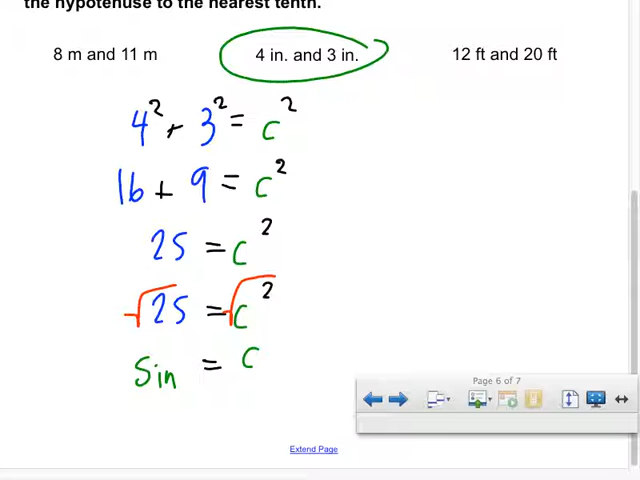 the hypotenuse to the nearest tenth.
8 m and 11 m 4 in. and 3 in. 12 ft and 20 ft
4² + 3² = c²
16 + 9 = c²
25 = c²
√25 = √c²
5in = c
Page 6 of 7
Extend Page